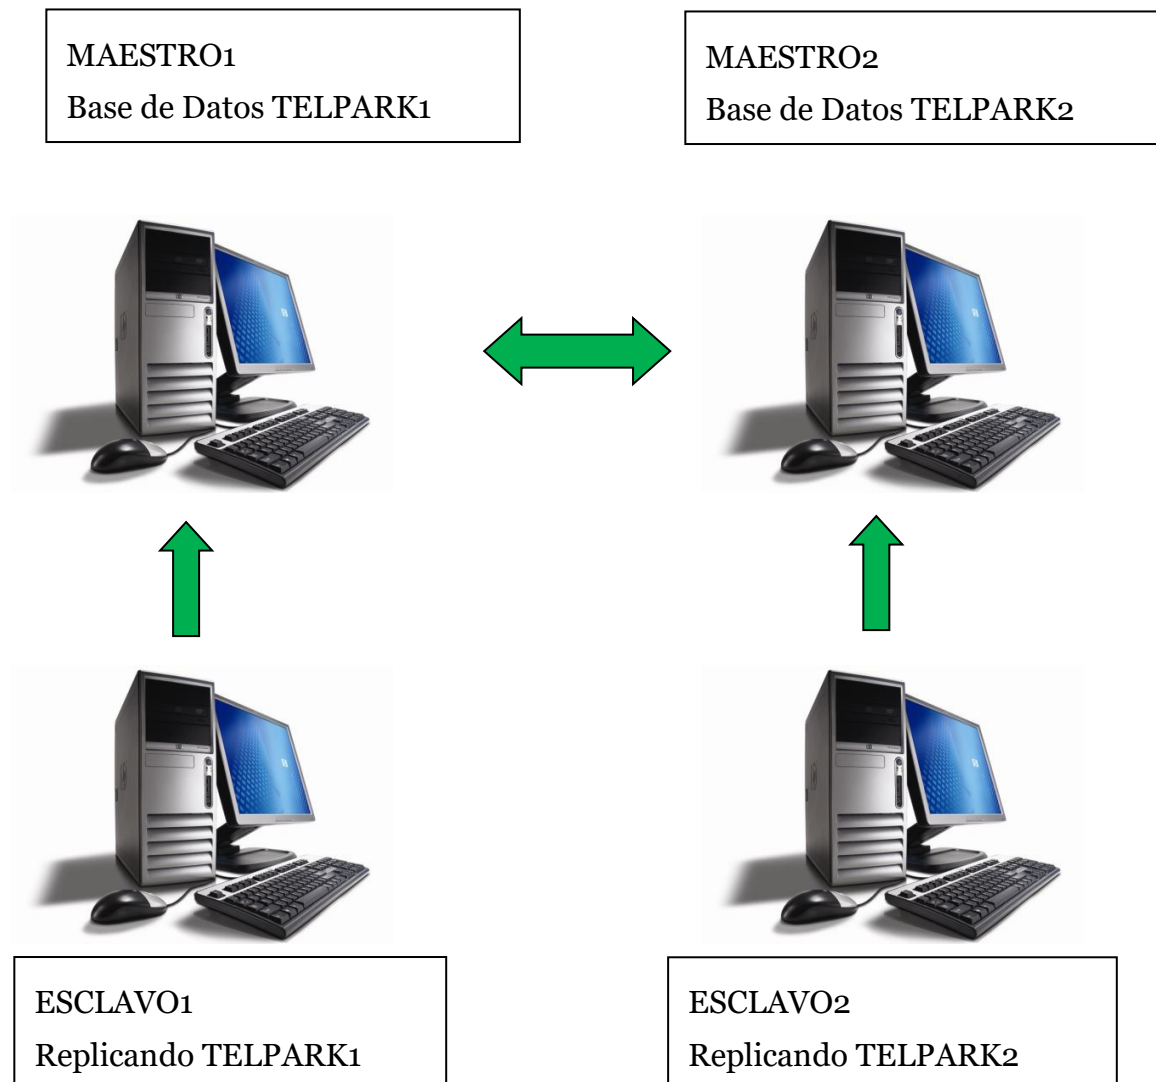 MAESTRO1
Base de Datos TELPARK1
MAESTRO2
Base de Datos TELPARK2
ESCLAVO1
Replicando TELPARK1
ESCLAVO2
Replicando TELPARK2